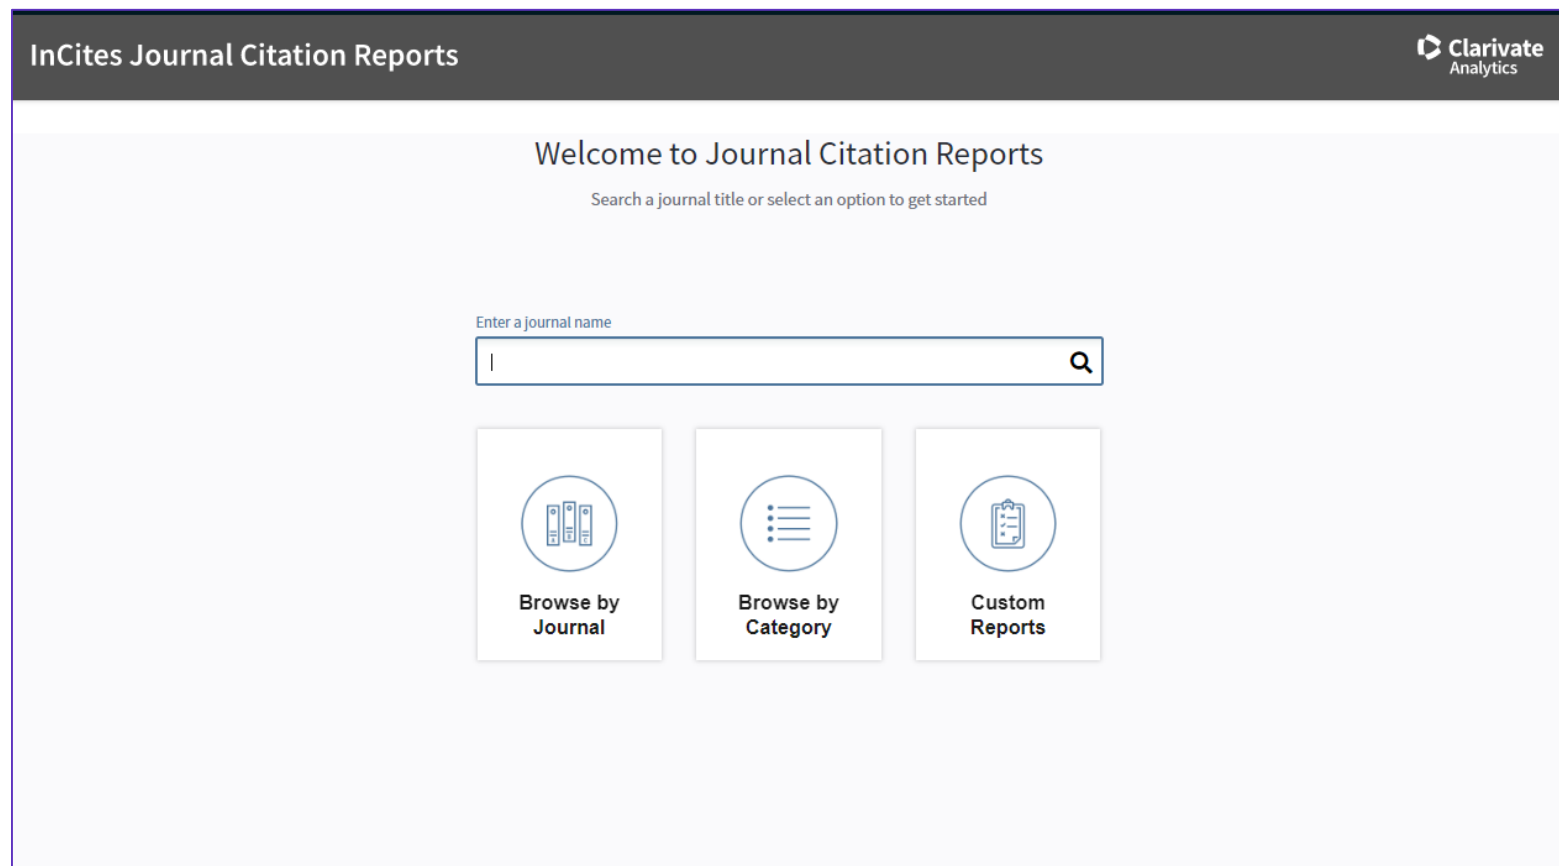 InCites Journal Citation Reports
Clarivate
Analytics
Welcome to Journal Citation Reports
Search a journal title or select an option to get started
Enter a journal name
Browse by
Journal
Browse by
Category
Custom
Reports